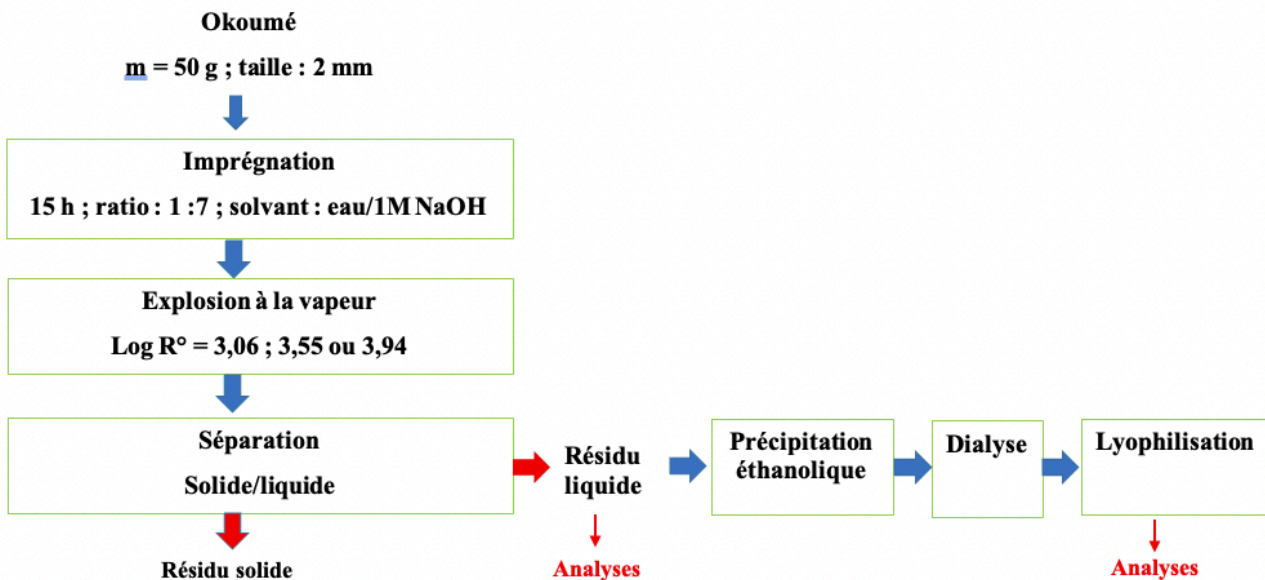 Okoumé
m = 50 g ; taille : 2 mm
Imprégnation
15 h ; ratio : 1 :7 ; solvant : eau/1M NaOH
Explosion à la vapeur
Log R° = 3,06 ; 3,55 ou 3,94
Séparation
Solide/liquide
Résidu solide
Résidu
liquide
Analyses
Précipitation
éthanolique
Dialyse
Lyophilisation
Analyses